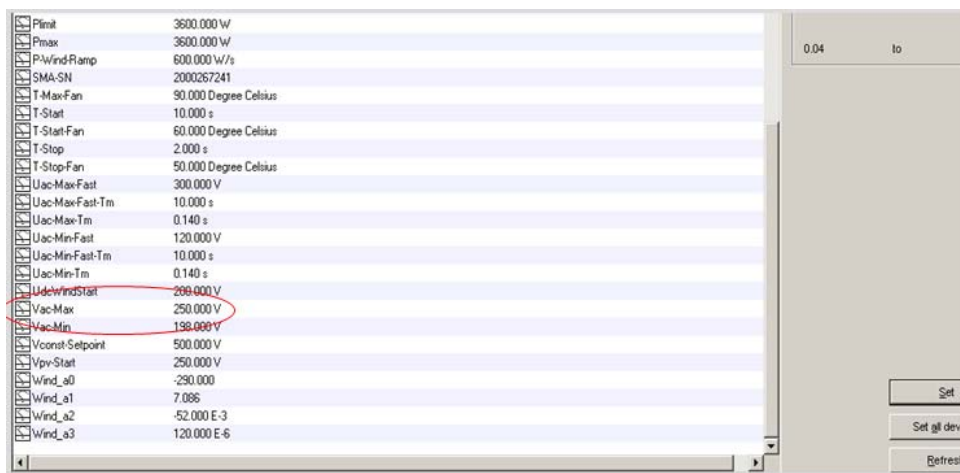 Plimit 3600.000 W
Pmax 3600.000 W
P-Wind-Ramp 600.000 W/s
SMA-SN 2000267241
T-Max-Fan 90.000 Degree Celsius
T-Start 10.000 s
T-Start-Fan 60.000 Degree Celsius
T-Stop 2.000 s
T-Stop-Fan 50.000 Degree Celsius
Uac-Max-Fast 300.000 V
Uac-Max-Fast-Tm 10.000 s
Uac-Max-Tm 0.140 s
Uac-Min-Fast 120.000 V
Uac-Min-Fast-Tm 10.000 s
Uac-Min-Tm 0.140 s
UdcWindStart 200.000 V
Vac-Max 250.000 V
Vac-Min 198.000 V
Vconst-Setpoint 500.000 V
Vpv-Start 250.000 V
Wind_a0 -290.000
Wind_a1 7.086
Wind_a2 -52.000 E-3
Wind_a3 120.000 E-6
0.04 to
Set
Set all dev
Refres